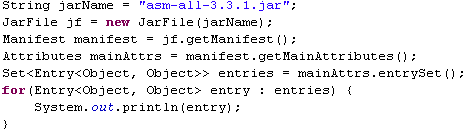 String jarName = "asm-all-3.3.1.jar";
JarFile jf = new JarFile(jarName);
Manifest manifest = jf.getManifest();
Attributes mainAttrs = manifest.getMainAttributes();
Set<Entry<Object, Object>> entries = mainAttrs.entrySet();
for(Entry<Object, Object> entry : entries) {
    System.out.println(entry);
}